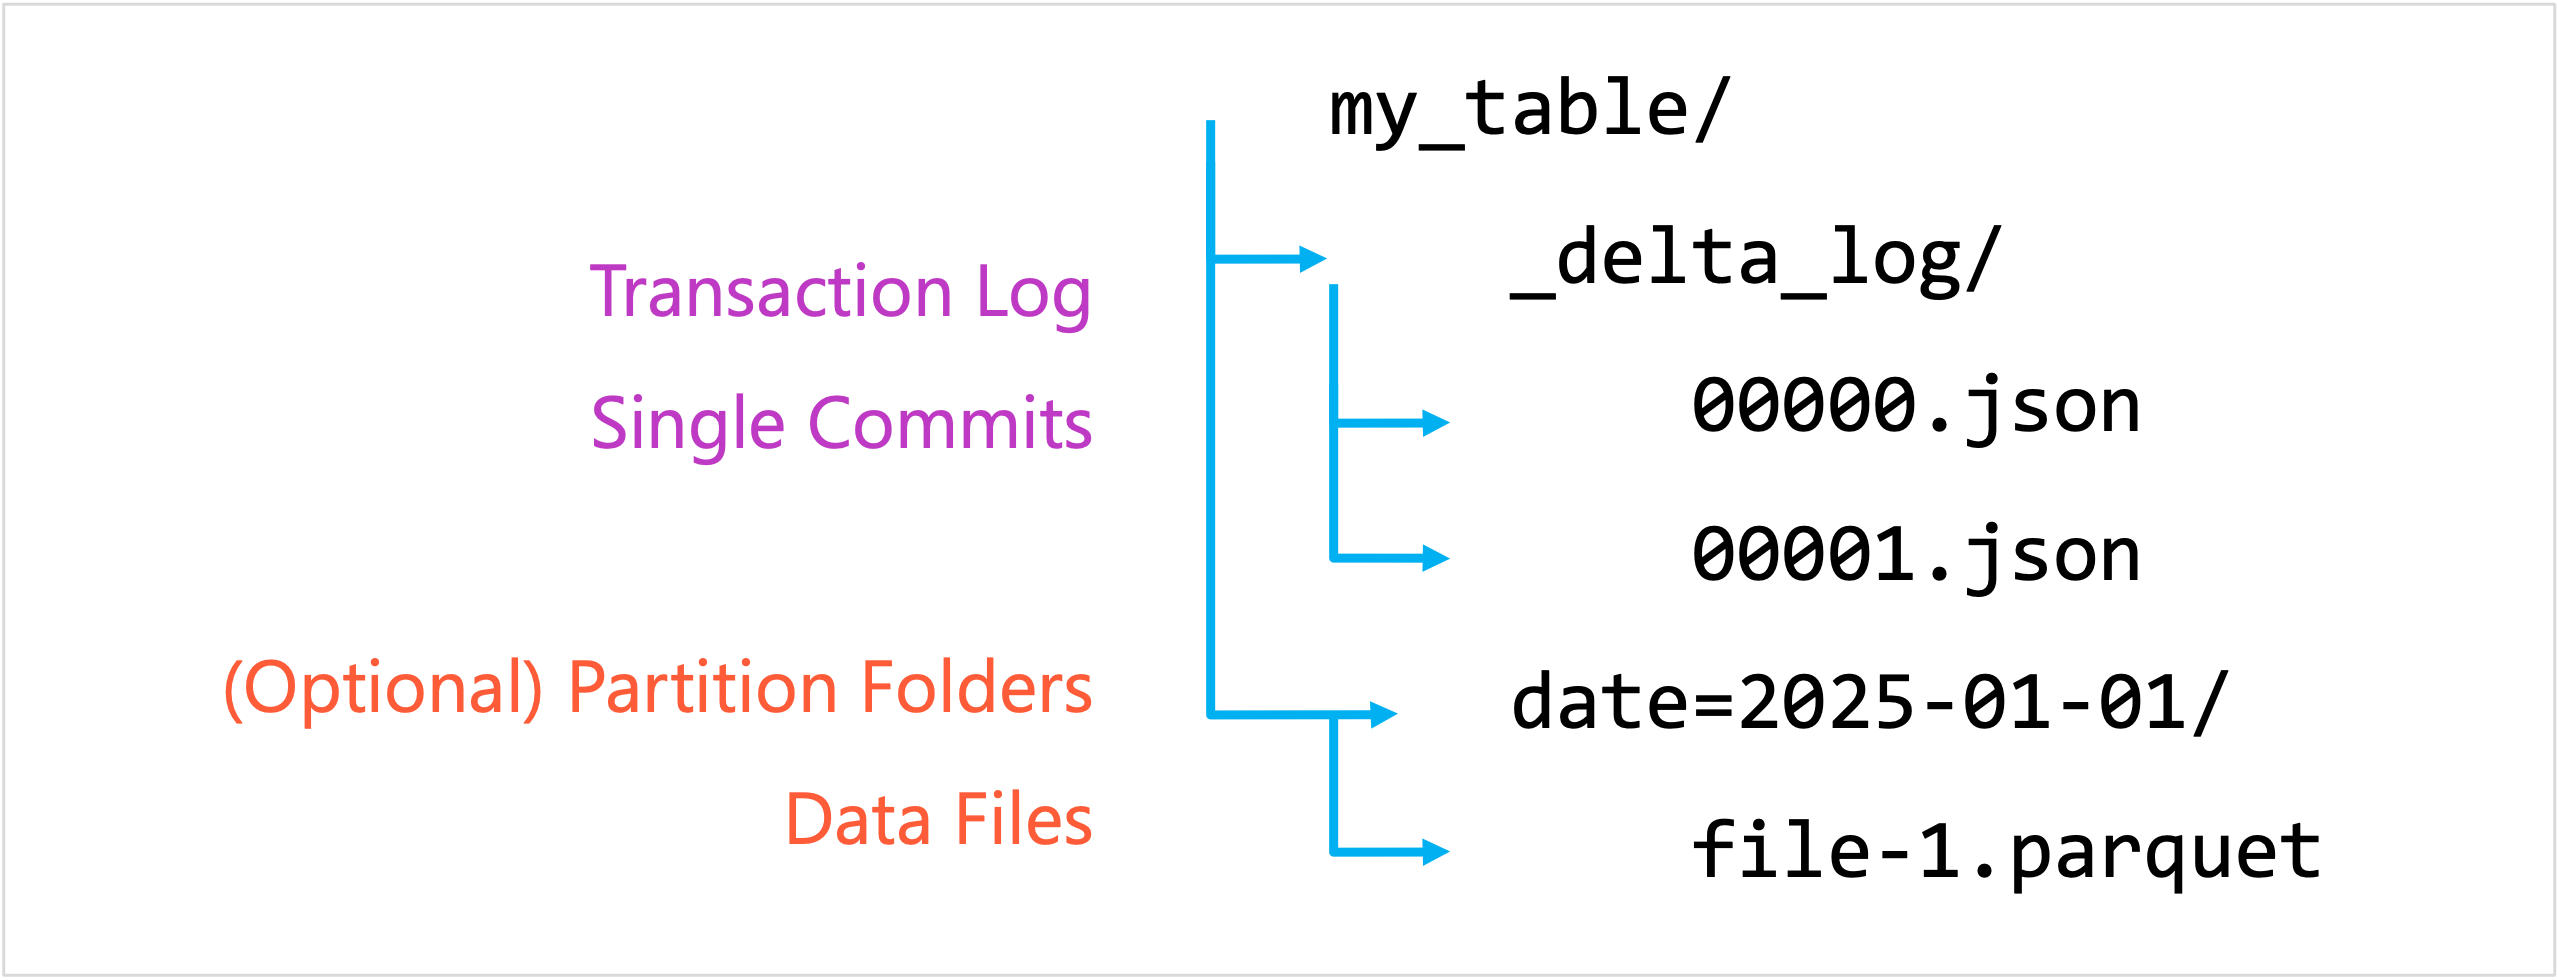 my_table/
Transaction Log
_delta_log/
Single Commits
00000.json
00001.json
(Optional) Partition Folders
date=2025-01-01/
Data Files
file-1.parquet